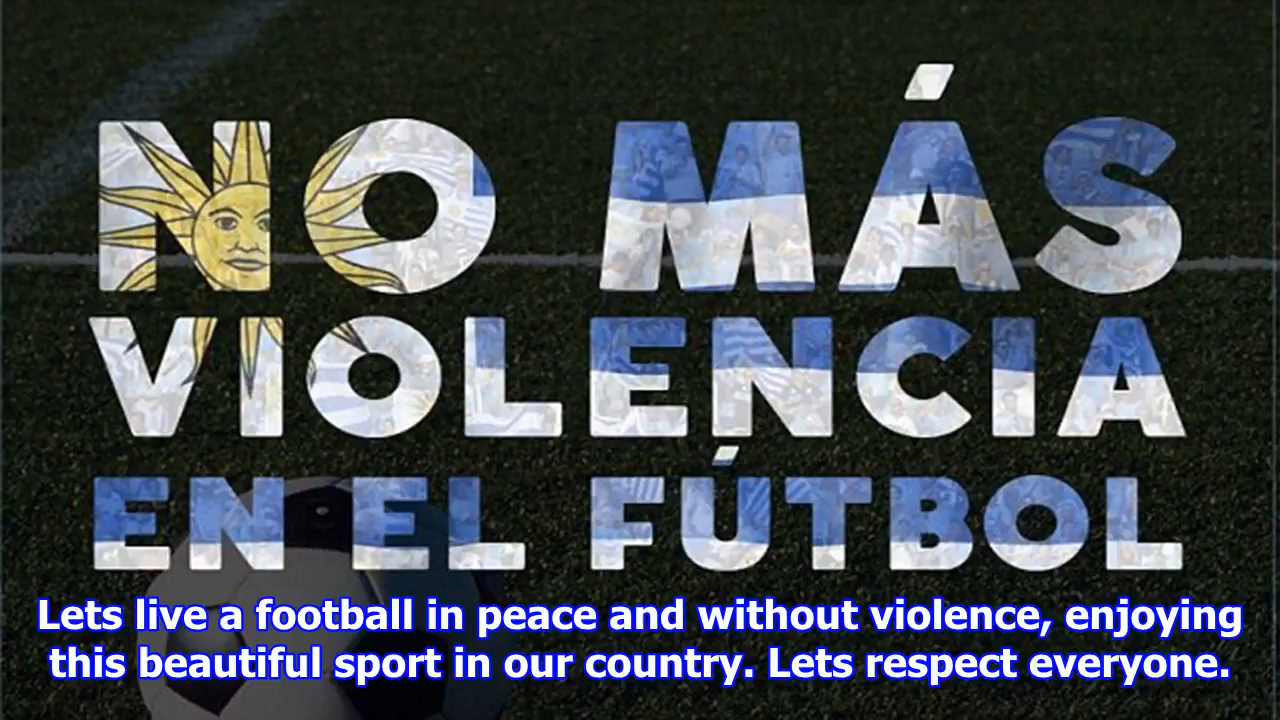 NO MÁS
VIOLENCIA
EN EL FÚTBOL
Lets live a football in peace and without violence, enjoying
this beautiful sport in our country. Lets respect everyone.